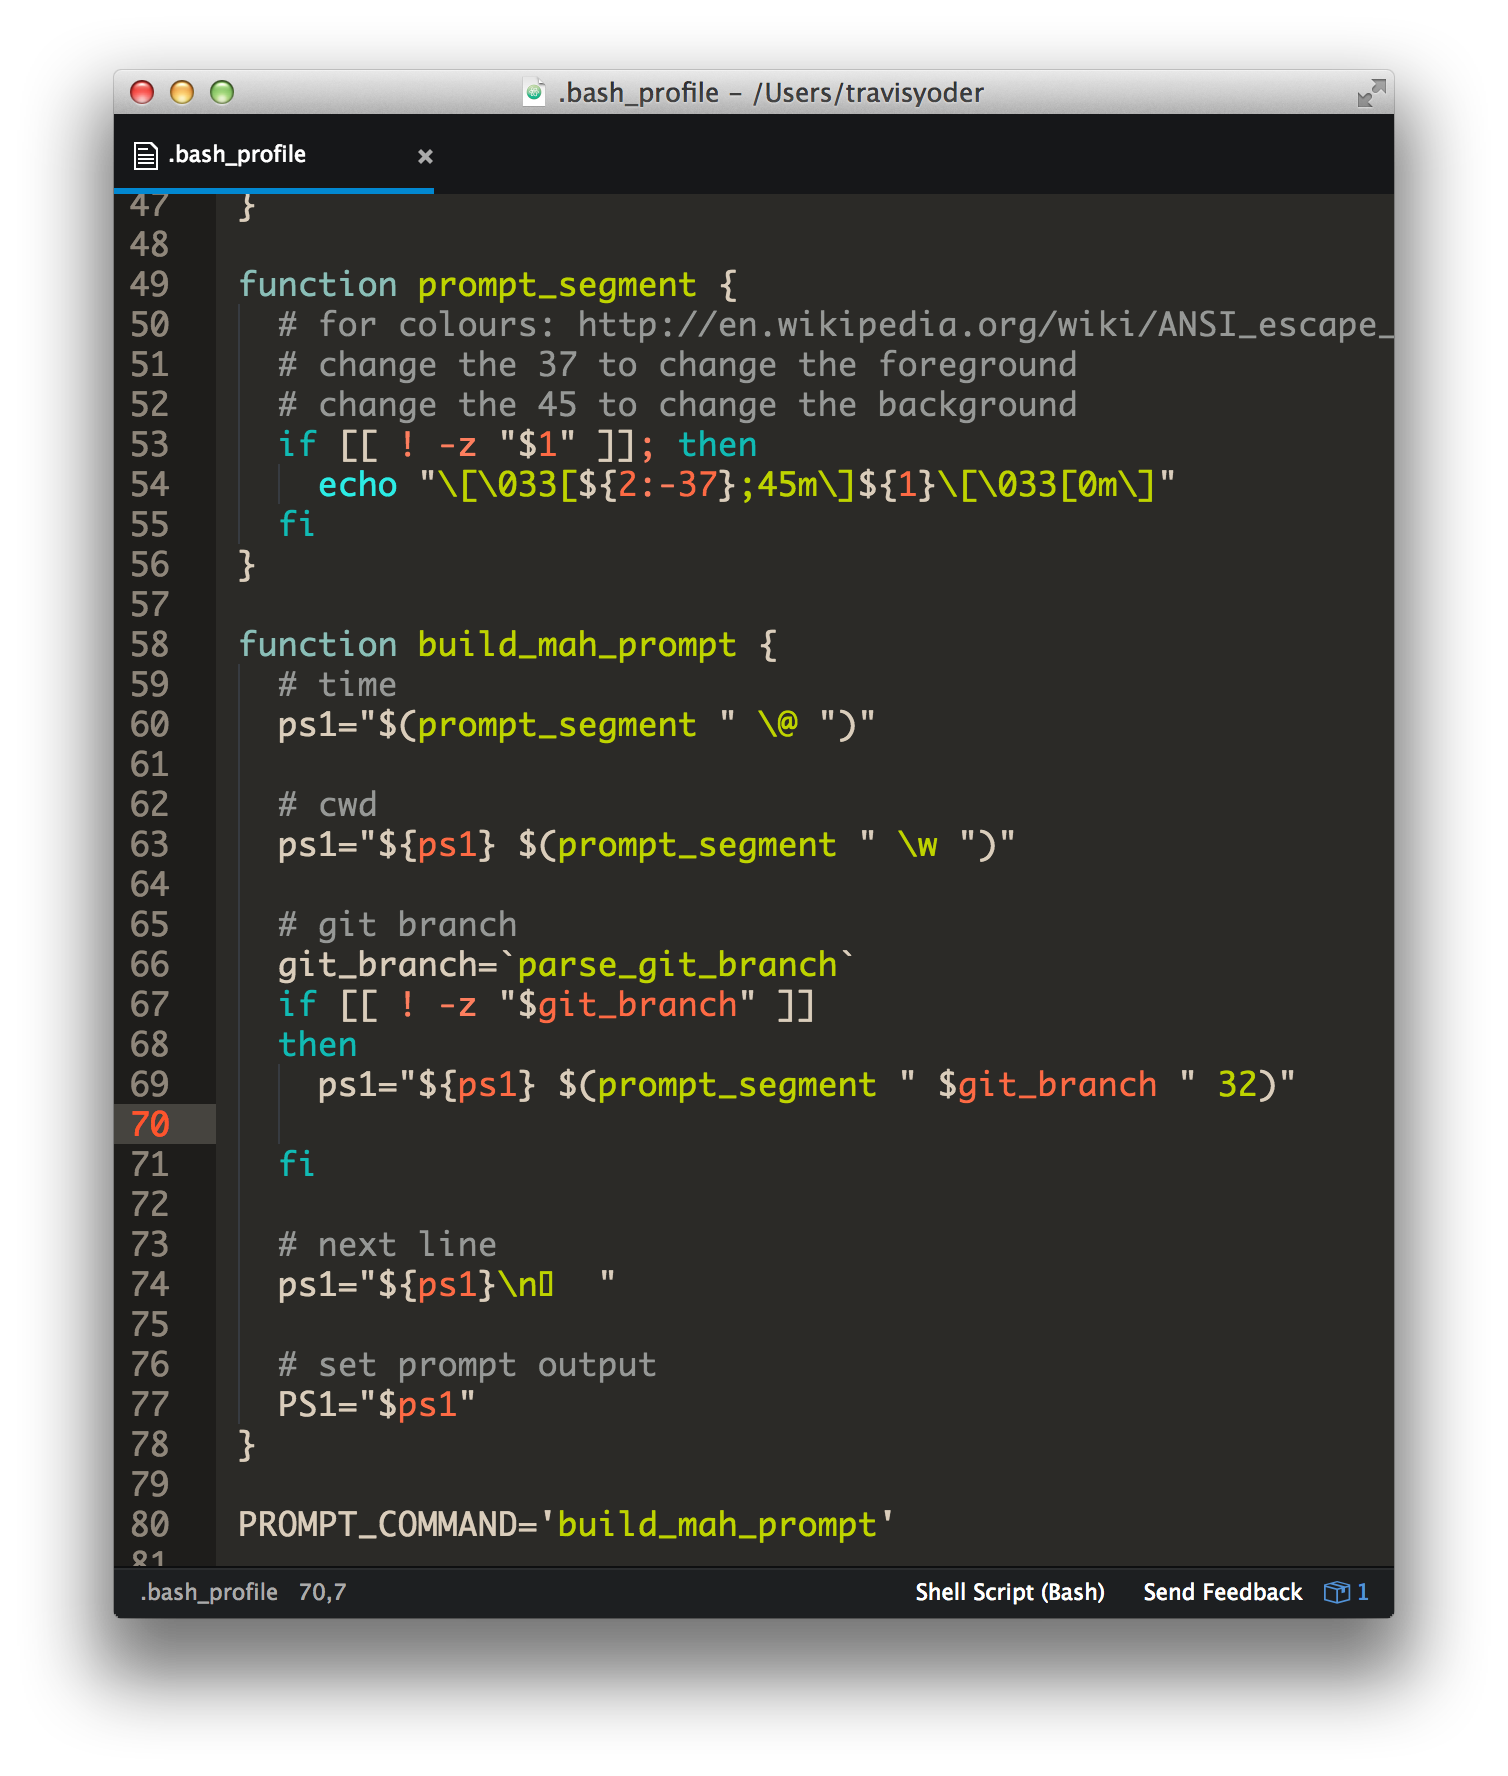 .bash_profile – /Users/travisyoder
.bash_profile
47 }
48
49 function prompt_segment {
50   # for colours: http://en.wikipedia.org/wiki/ANSI_escape_
51   # change the 37 to change the foreground
52   # change the 45 to change the background
53   if [[ ! -z "$1" ]]; then
54     echo "\[\033[${2:-37};45m\]${1}\[\033[0m\]"
55   fi
56 }
57
58 function build_mah_prompt {
59   # time
60   ps1="$(prompt_segment " \@ ")"
61
62   # cwd
63   ps1="${ps1} $(prompt_segment " \w ")"
64
65   # git branch
66   git_branch=`parse_git_branch`
67   if [[ ! -z "$git_branch" ]]
68   then
69     ps1="${ps1} $(prompt_segment " $git_branch " 32)"
70
71   fi
72
73   # next line
74   ps1="${ps1}\n▯  "
75
76   # set prompt output
77   PS1="$ps1"
78 }
79
80 PROMPT_COMMAND='build_mah_prompt'
81
.bash_profile 70,7 Shell Script (Bash) Send Feedback 1